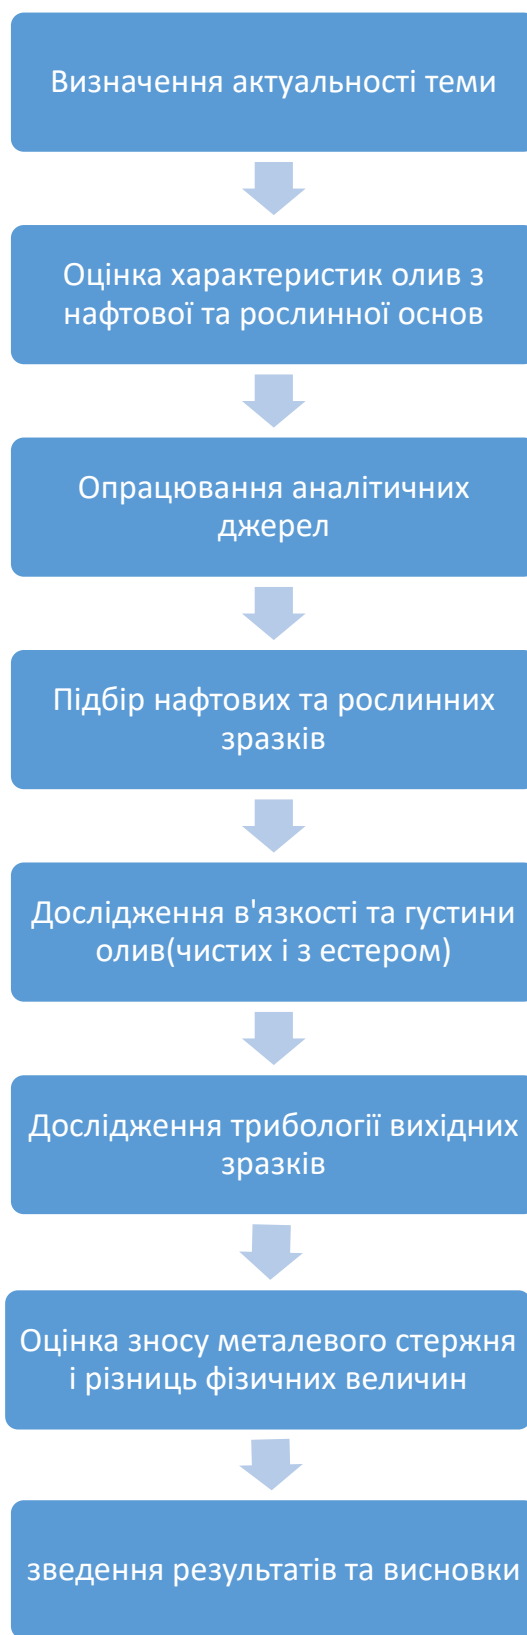 Визначення актуальності теми
Оцінка характеристик олив з
нафтової та рослинної основ
Опрацювання аналітичних
джерел
Підбір нафтових та рослинних
зразків
Дослідження в'язкості та густини
олив(чистих і з естером)
Дослідження трибології вихідних
зразків
Оцінка зносу металевого стержня
і різниць фізичних величин
зведення результатів та висновки